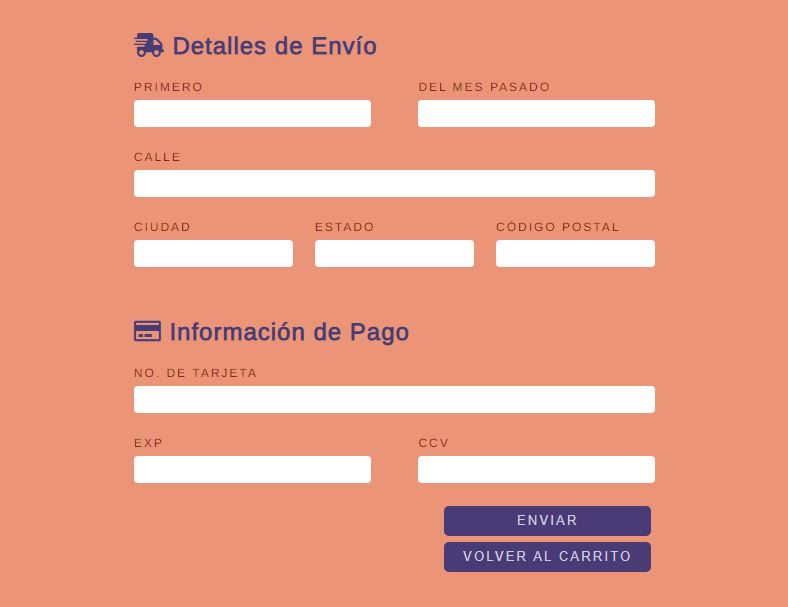 Detalles de Envío
PRIMERO DEL MES PASADO
CALLE
CIUDAD ESTADO CÓDIGO POSTAL
Información de Pago
NO. DE TARJETA
EXP CCV
ENVIAR
VOLVER AL CARRITO